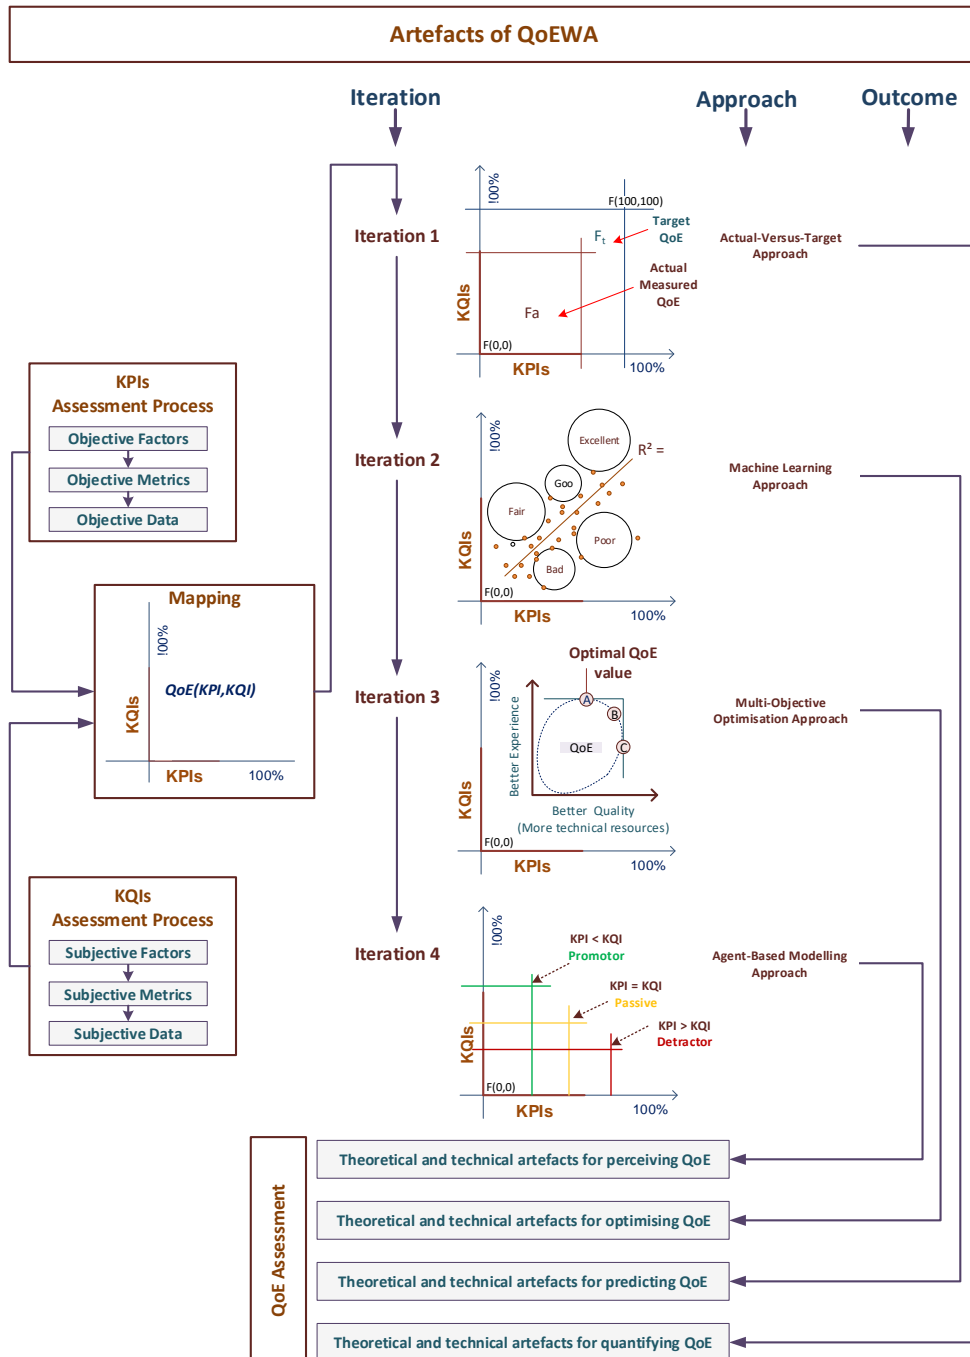 Artefacts of QoEWA
Iteration
Approach
Outcome
100%
F(100,100)
Target
QoE
Ft
Iteration 1
Actual-Versus-Target
Approach
Actual
Measured
QoE
KQIs
Fa
F(0,0)
KPIs
100%
KPIs
Assessment Process
Objective Factors
Objective Metrics
Objective Data
100%
Excellent
R² =
Iteration 2
Machine Learning
Approach
Goo
Fair
Poor
Bad
KQIs
F(0,0)
KPIs
100%
Mapping
100%
QoE(KPI,KQI)
KQIs
KPIs
100%
Optimal QoE
value
100%
Iteration 3
Multi-Objective
Optimisation Approach
A
B
C
QoE
Better Experience
Better Quality
(More technical resources)
KQIs
F(0,0)
KPIs
100%
KQIs
Assessment Process
Subjective Factors
Subjective Metrics
Subjective Data
100%
Iteration 4
KPI < KQI
Promotor
KPI = KQI
Passive
KPI > KQI
Detractor
Agent-Based Modelling
Approach
KQIs
F(0,0)
KPIs
100%
QoE Assessment
Theoretical and technical artefacts for perceiving QoE
Theoretical and technical artefacts for optimising QoE
Theoretical and technical artefacts for predicting QoE
Theoretical and technical artefacts for quantifying QoE